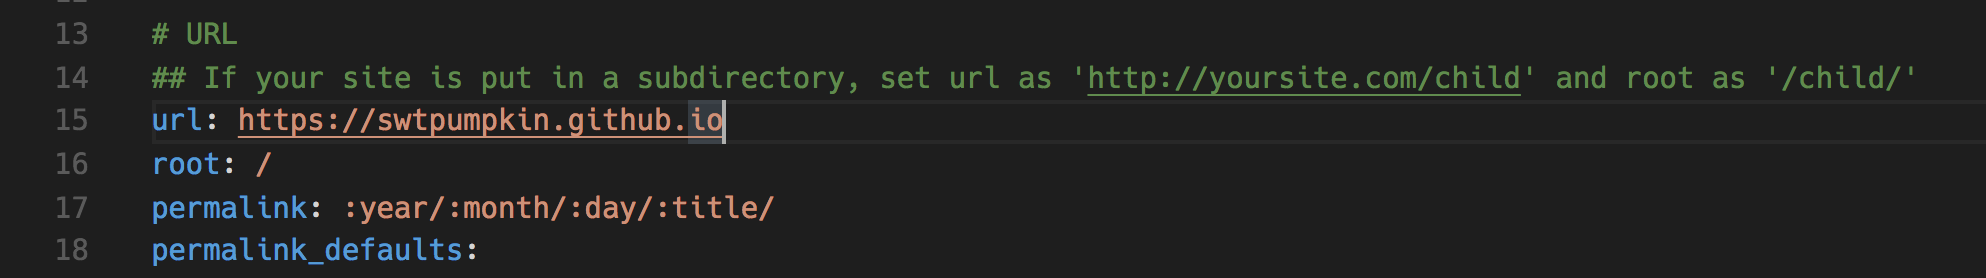 13 # URL
14 ## If your site is put in a subdirectory, set url as 'http://yoursite.com/child' and root as '/child/'
15 url: https://swtpumpkin.github.io
16 root: /
17 permalink: :year/:month/:day/:title/
18 permalink_defaults: